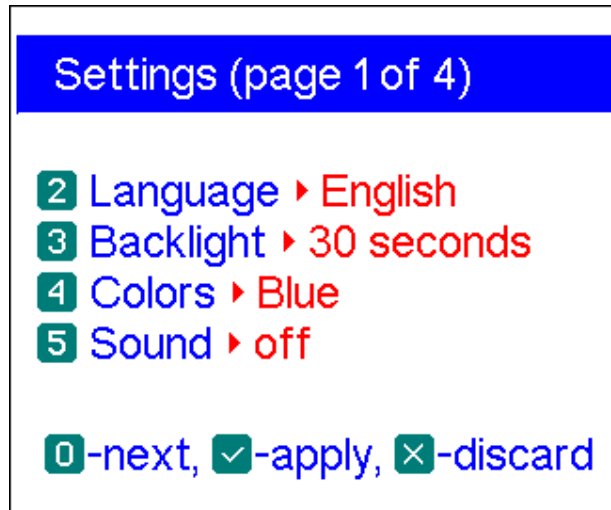 Settings (page 1 of 4)
2 Language ▸ English
3 Backlight ▸ 30 seconds
4 Colors ▸ Blue
5 Sound ▸ off
0-next, ✓-apply, ✕-discard